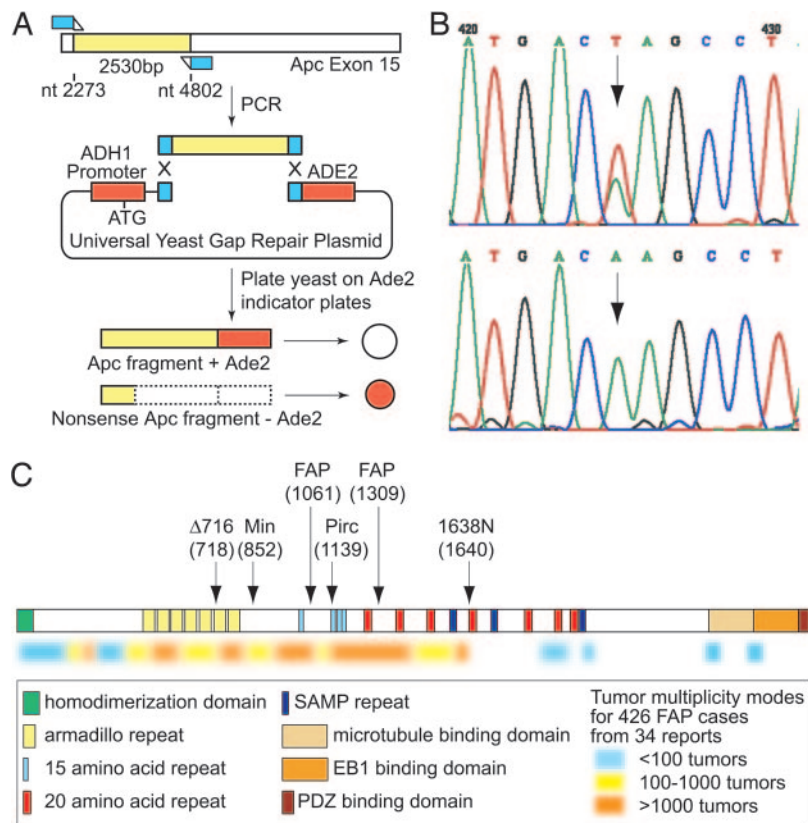 A
2530bp
Apc Exon 15
nt 2273
nt 4802
PCR
ADH1
Promoter
ATG
ADE2
Universal Yeast Gap Repair Plasmid
Plate yeast on Ade2
indicator plates
Apc fragment + Ade2
Nonsense Apc fragment - Ade2
B
420 430
A T G A C T A G C C T
A T G A C A A G C C T
C
FAP
(1061)
FAP
(1309)
Δ716
(718)
Min
(852)
Pirc
(1139)
1638N
(1640)
homodimerization domain
armadillo repeat
15 amino acid repeat
20 amino acid repeat
SAMP repeat
microtubule binding domain
EB1 binding domain
PDZ binding domain
Tumor multiplicity modes
for 426 FAP cases
from 34 reports
<100 tumors
100-1000 tumors
>1000 tumors